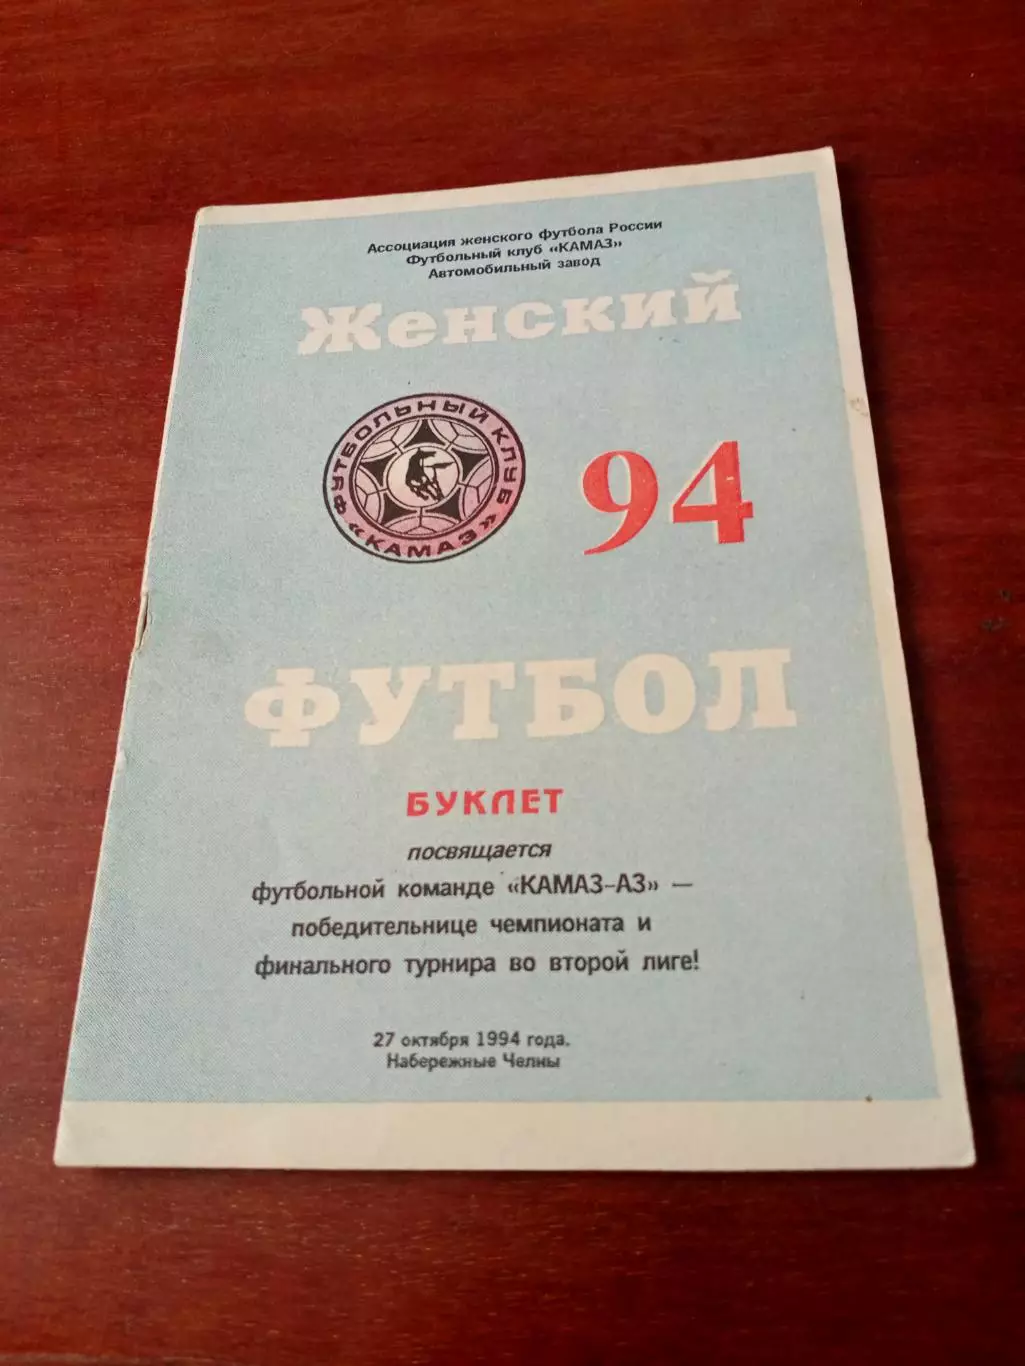 Ассоциация женского футбола России
Футбольный клуб «КАМАЗ»
Автомобильный завод
Женский
ФУТБОЛЬНЫЙ КЛУБ
«КАМАЗ»
94
ФУТБОЛ
БУКЛЕТ
посвящается
футбольной команде «КАМАЗ-АЗ» —
победительнице чемпионата и
финального турнира во второй лиге!
27 октября 1994 года.
Набережные Челны